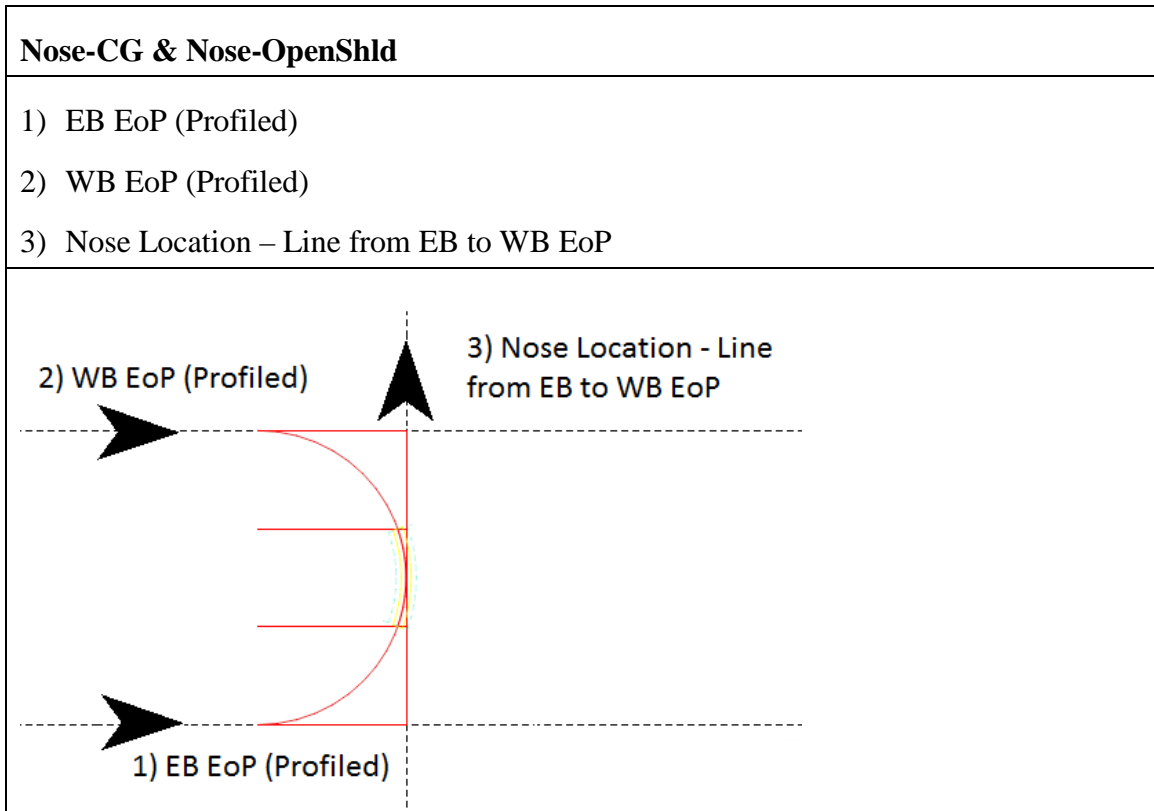 Nose-CG & Nose-OpenShld
1) EB EoP (Profiled)
2) WB EoP (Profiled)
3) Nose Location – Line from EB to WB EoP
3) Nose Location - Line
from EB to WB EoP
2) WB EoP (Profiled)
1) EB EoP (Profiled)